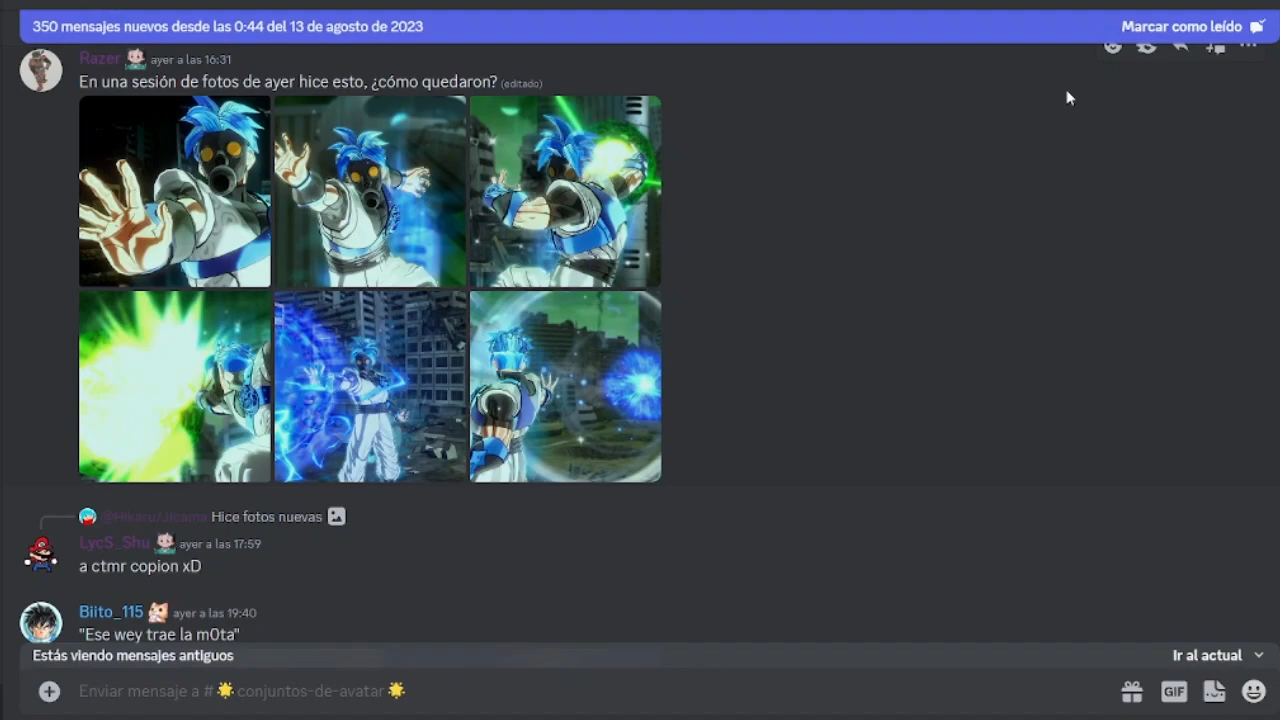 350 mensajes nuevos desde las 0:44 del 13 de agosto de 2023
Marcar como leído
Razer ayer a las 16:31
En una sesión de fotos de ayer hice esto, ¿cómo quedaron? (editado)
@Hikaru/Jicama Hice fotos nuevas
LycS_Shu ayer a las 17:59
a ctmr copion xD
Biito_115 ayer a las 19:40
"Ese wey trae la m0ta"
Estás viendo mensajes antiguos
Ir al actual
Enviar mensaje a #🌟conjuntos-de-avatar🌟
GIF